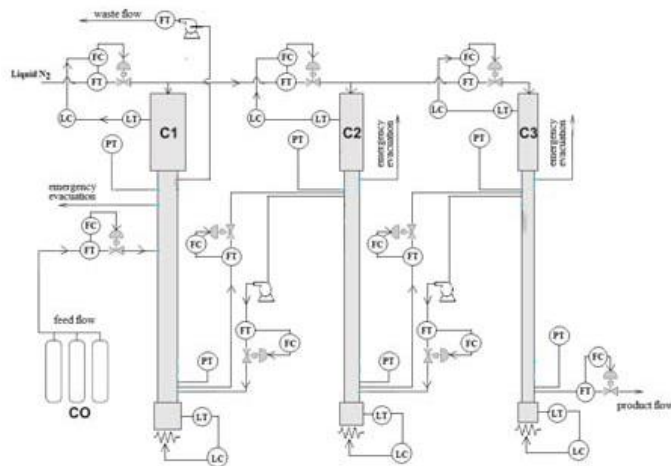 waste flow
FT
FC
FC
FC
Liquid N2
FT
FT
FT
LC
LT
LC
LT
LC
LT
C1
C2
C3
PT
PT
PT
emergency
evacuation
emergency
evacuation
emergency
evacuation
FC
FC
FC
FT
FT
FT
feed flow
FT
FC
FT
FC
PT
PT
PT
FC
FT
product flow
CO
LT
LT
LT
LC
LC
LC